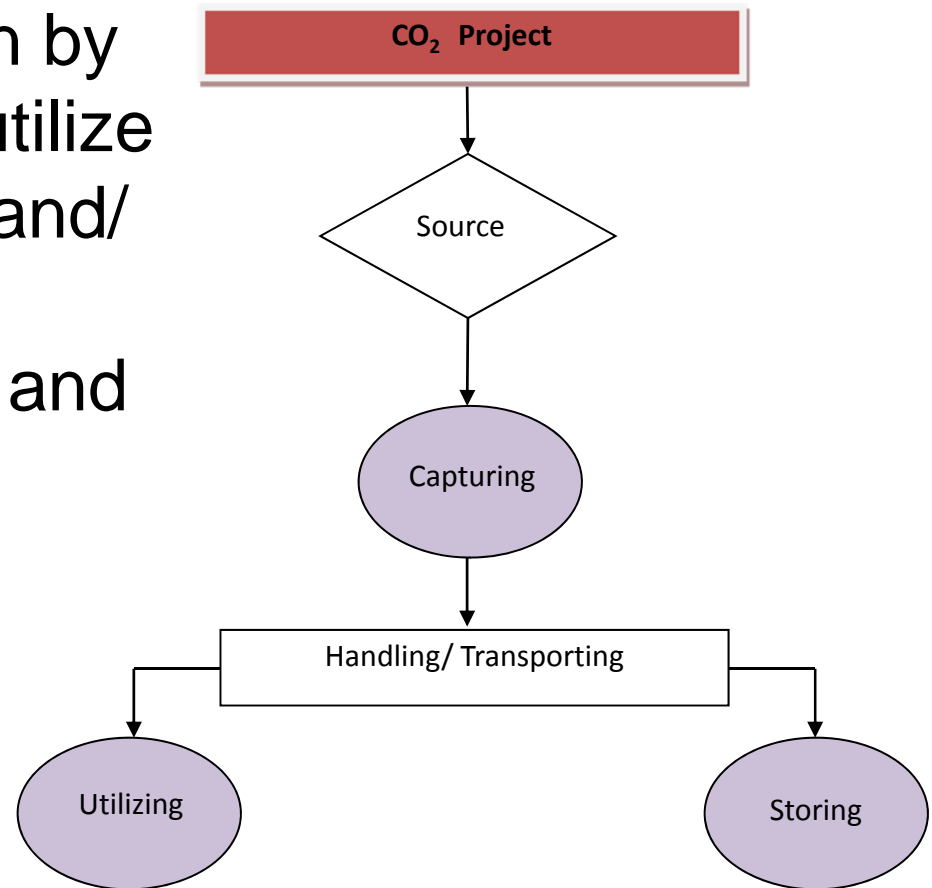 n by
utilize
and/
and
CO₂ Project
Source
Capturing
Handling/ Transporting
Utilizing
Storing